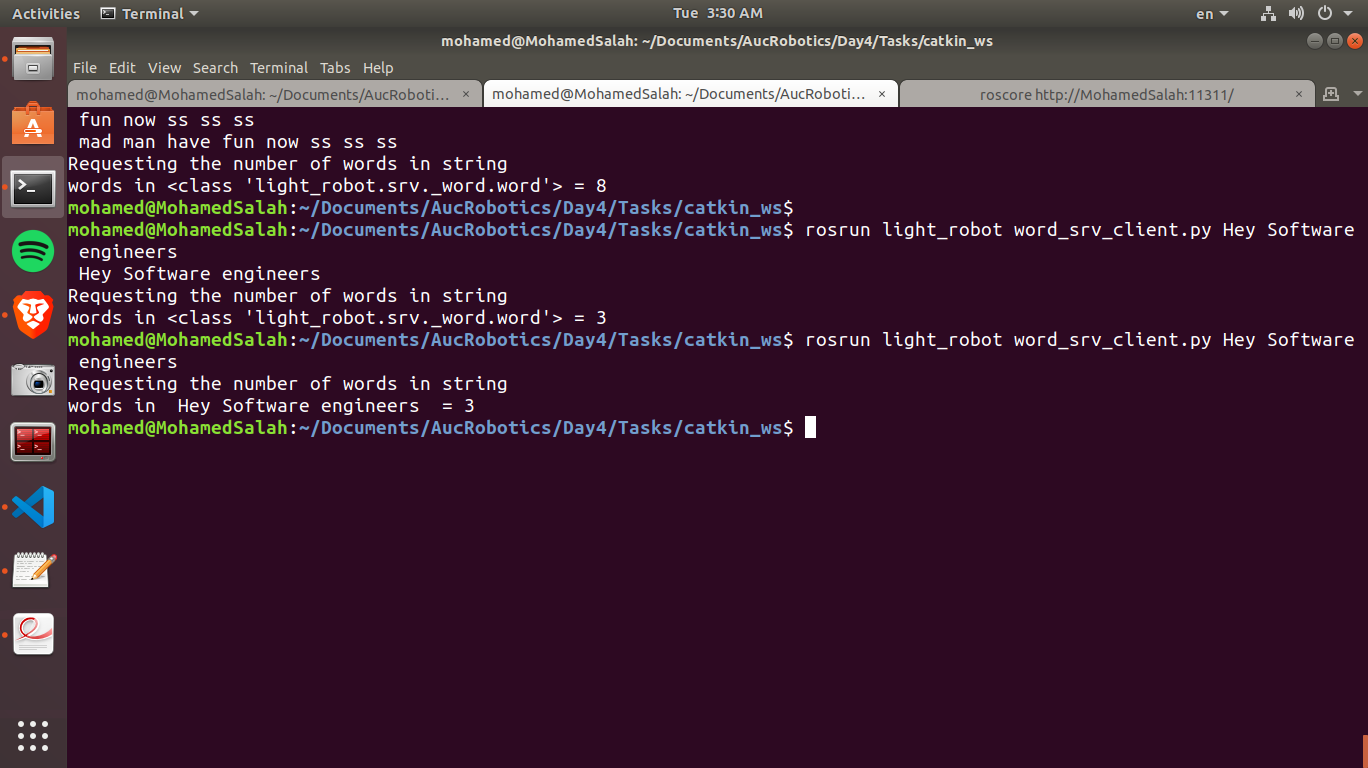 Activities Terminal Tue 3:30 AM en
mohamed@MohamedSalah: ~/Documents/AucRobotics/Day4/Tasks/catkin_ws
File Edit View Search Terminal Tabs Help
mohamed@MohamedSalah: ~/Documents/AucRoboti... × mohamed@MohamedSalah: ~/Documents/AucRoboti... × roscore http://MohamedSalah:11311/ ×
fun now ss ss ss
mad man have fun now ss ss ss
Requesting the number of words in string
words in <class 'light_robot.srv._word.word'> = 8
mohamed@MohamedSalah:~/Documents/AucRobotics/Day4/Tasks/catkin_ws$
mohamed@MohamedSalah:~/Documents/AucRobotics/Day4/Tasks/catkin_ws$ rosrun light_robot word_srv_client.py Hey Software
engineers
Hey Software engineers
Requesting the number of words in string
words in <class 'light_robot.srv._word.word'> = 3
mohamed@MohamedSalah:~/Documents/AucRobotics/Day4/Tasks/catkin_ws$ rosrun light_robot word_srv_client.py Hey Software
engineers
Requesting the number of words in string
words in  Hey Software engineers  = 3
mohamed@MohamedSalah:~/Documents/AucRobotics/Day4/Tasks/catkin_ws$